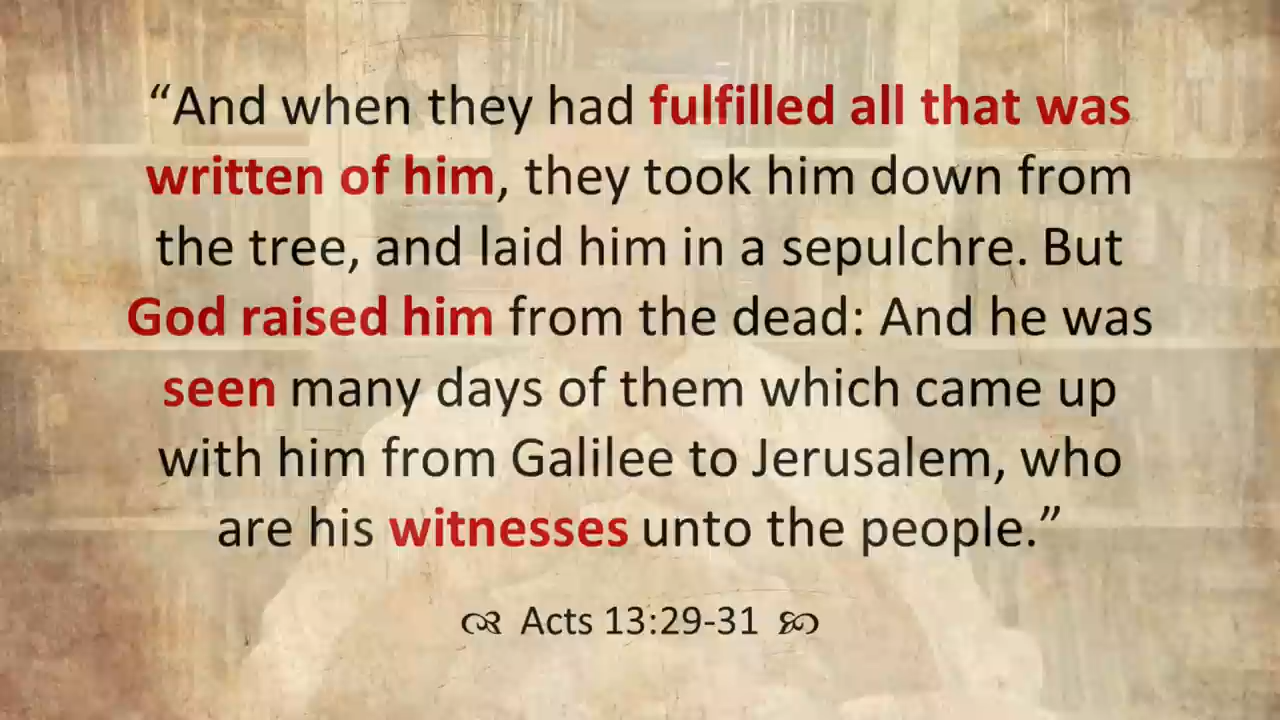 “And when they had fulfilled all that was
written of him, they took him down from
the tree, and laid him in a sepulchre. But
God raised him from the dead: And he was
seen many days of them which came up
with him from Galilee to Jerusalem, who
are his witnesses unto the people.”
Acts 13:29-31